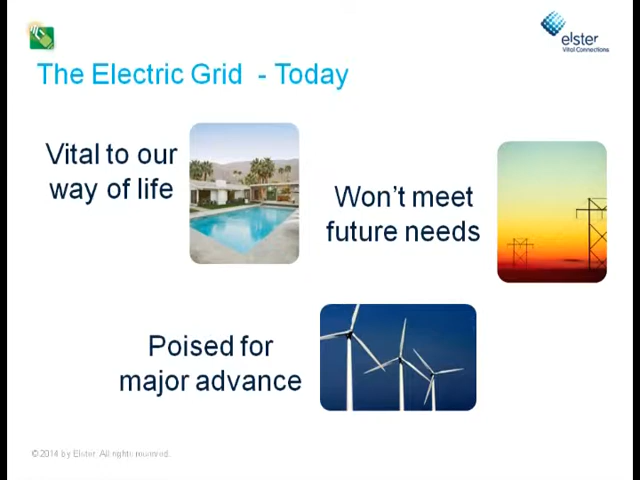 elster
Vital Connections
The Electric Grid - Today
Vital to our
way of life
Won't meet
future needs
Poised for
major advance
© 2014 by Elster. All rights reserved.